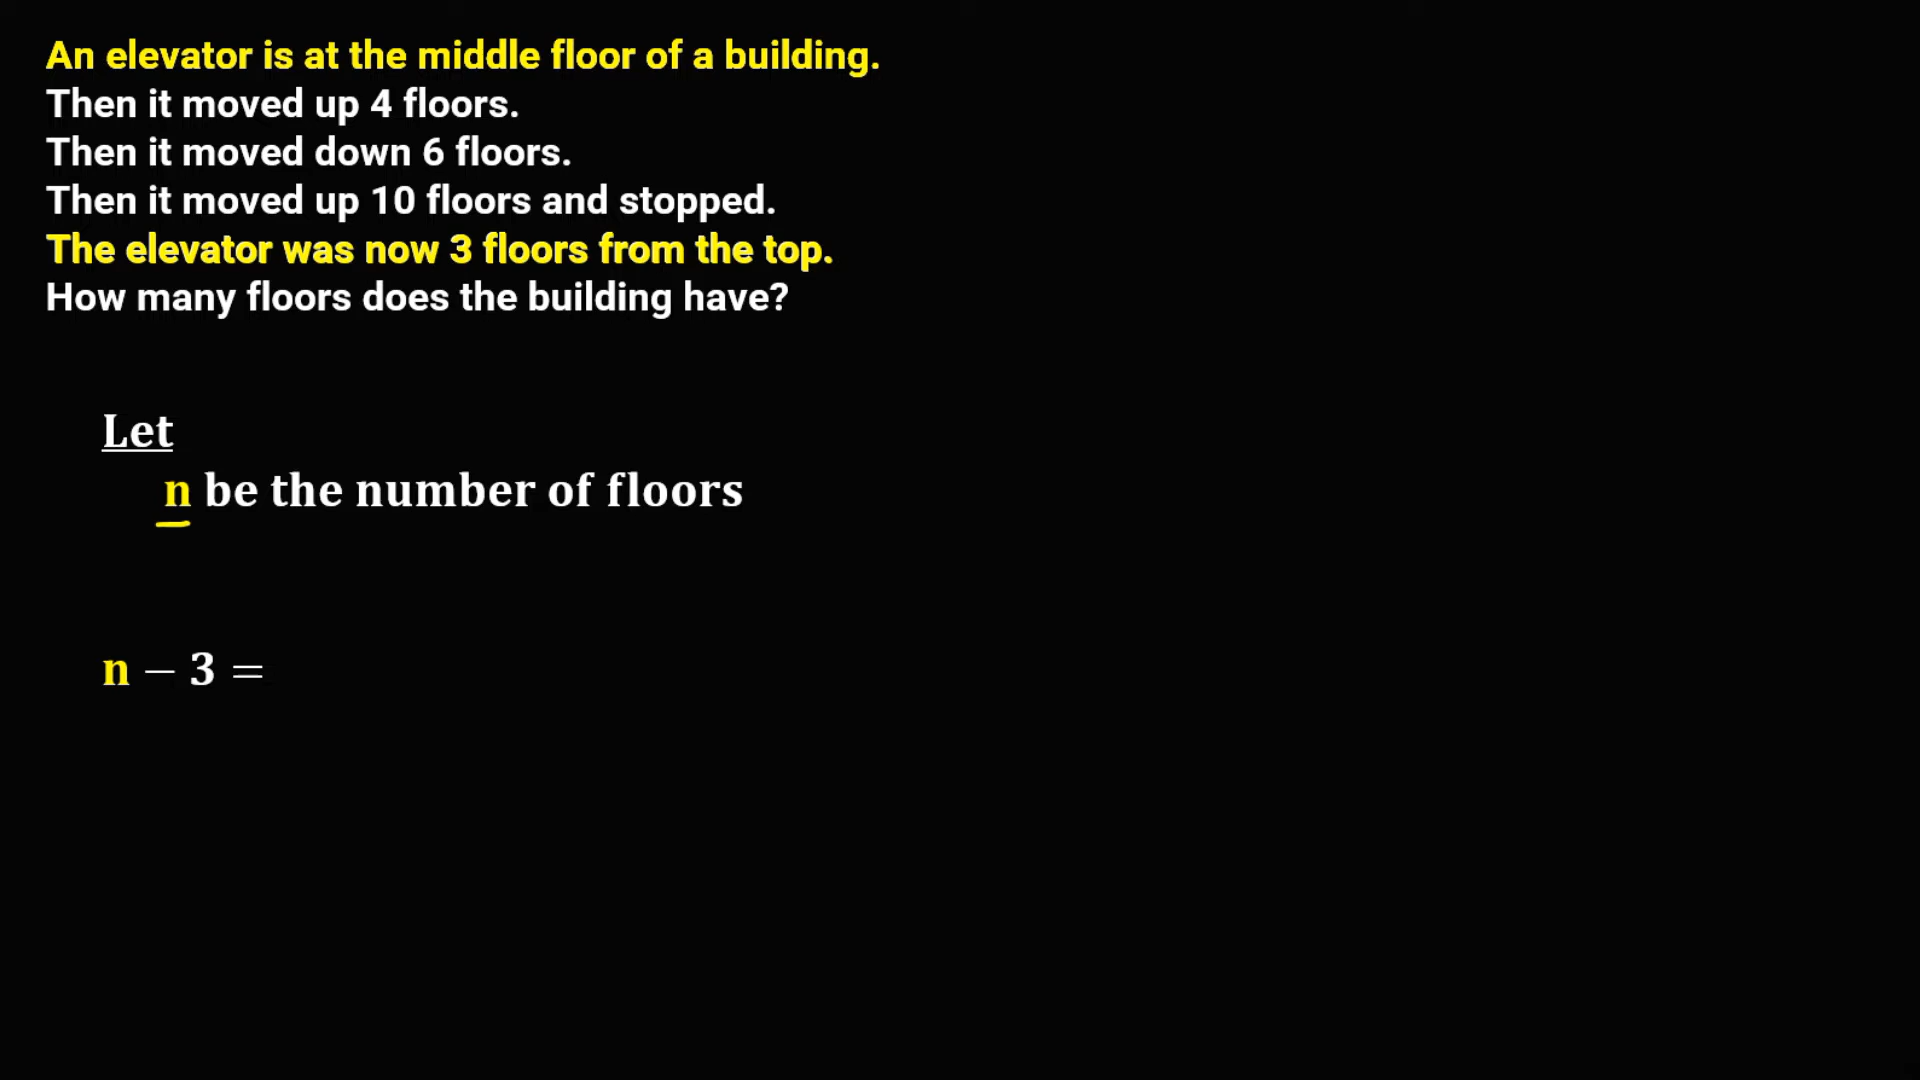 An elevator is at the middle floor of a building.
Then it moved up 4 floors.
Then it moved down 6 floors.
Then it moved up 10 floors and stopped.
The elevator was now 3 floors from the top.
How many floors does the building have?
Let
n be the number of floors
n − 3 =